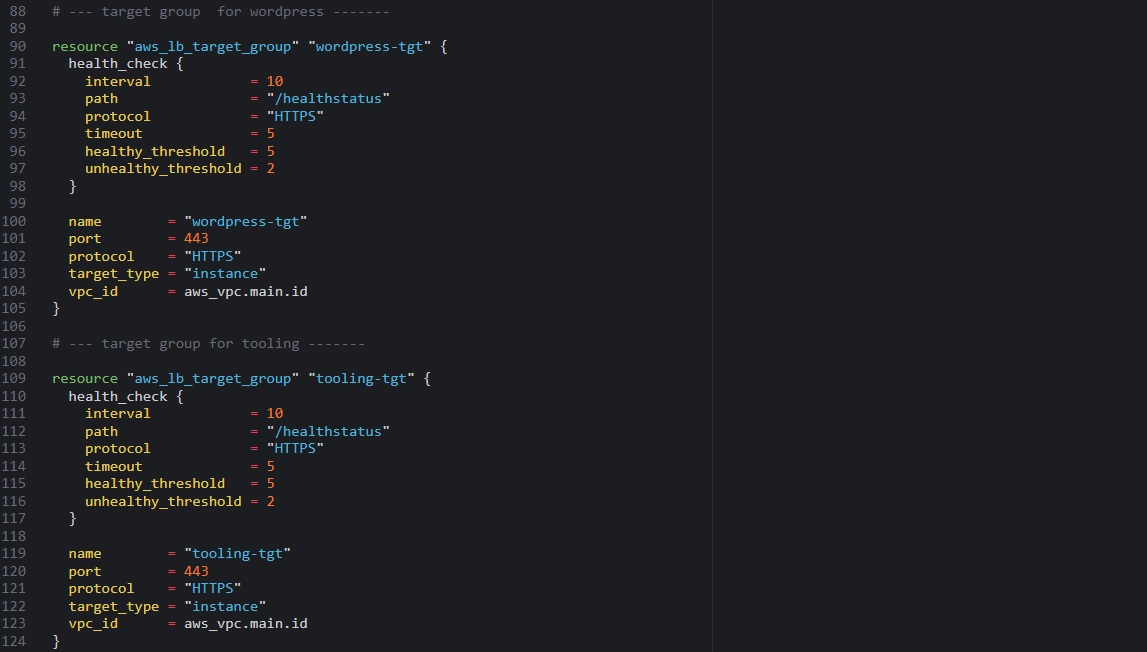 88 # --- target group  for wordpress -------
89
90 resource "aws_lb_target_group" "wordpress-tgt" {
91   health_check {
92     interval            = 10
93     path                = "/healthstatus"
94     protocol            = "HTTPS"
95     timeout             = 5
96     healthy_threshold   = 5
97     unhealthy_threshold = 2
98   }
99
100   name        = "wordpress-tgt"
101   port        = 443
102   protocol    = "HTTPS"
103   target_type = "instance"
104   vpc_id      = aws_vpc.main.id
105 }
106
107 # --- target group for tooling -------
108
109 resource "aws_lb_target_group" "tooling-tgt" {
110   health_check {
111     interval            = 10
112     path                = "/healthstatus"
113     protocol            = "HTTPS"
114     timeout             = 5
115     healthy_threshold   = 5
116     unhealthy_threshold = 2
117   }
118
119   name        = "tooling-tgt"
120   port        = 443
121   protocol    = "HTTPS"
122   target_type = "instance"
123   vpc_id      = aws_vpc.main.id
124 }